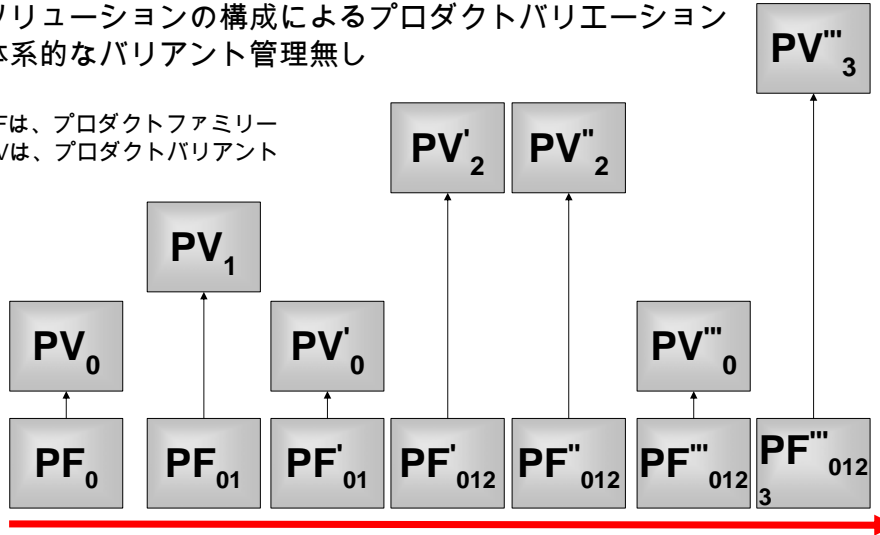 ソリューションの構成によるプロダクトバリエーション
体系的なバリアント管理無し
Fは、プロダクトファミリー
Vは、プロダクトバリアント
PV'''3
PV'2
PV''2
PV1
PV0
PV'0
PV'''0
PF0
PF01
PF'01
PF'012
PF''012
PF'''012
PF'''0123